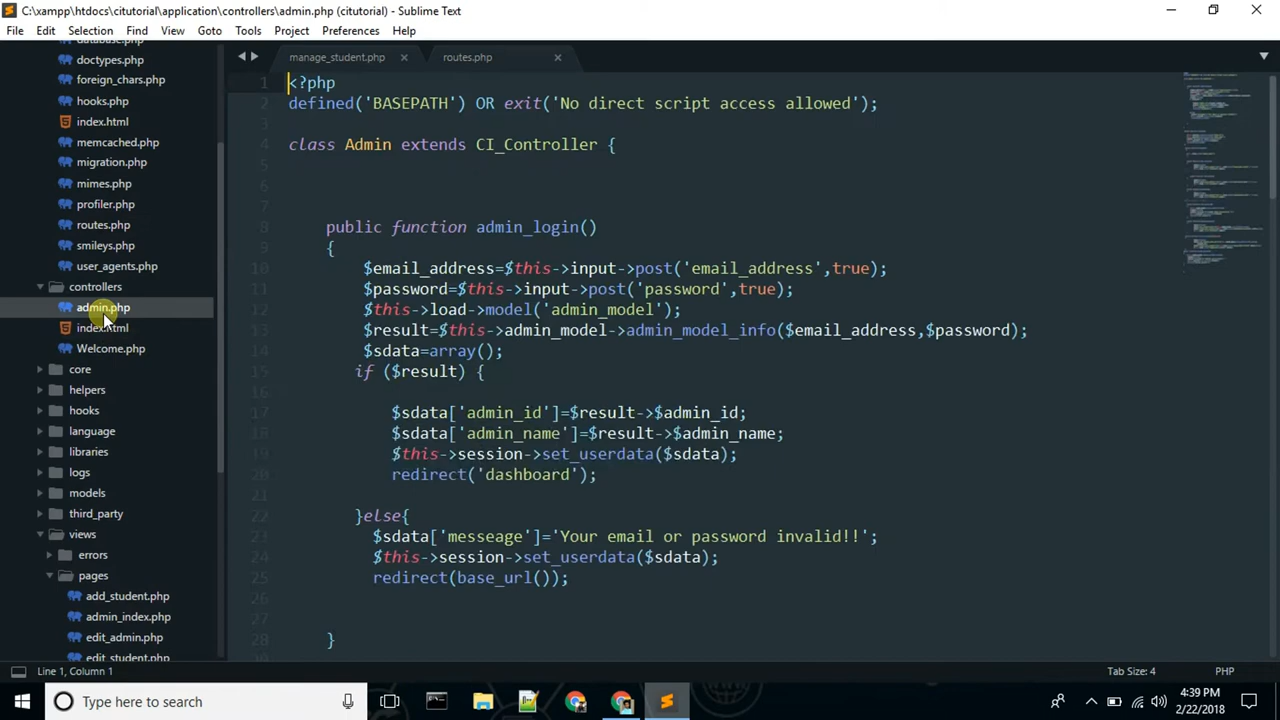 C:\xampp\htdocs\citutorial\application\controllers\admin.php (citutorial) - Sublime Text
File Edit Selection Find View Goto Tools Project Preferences Help
database.php
doctypes.php
foreign_chars.php
hooks.php
index.html
memcached.php
migration.php
mimes.php
profiler.php
routes.php
smileys.php
user_agents.php
controllers
admin.php
index.html
Welcome.php
core
helpers
hooks
language
libraries
logs
models
third_party
views
errors
pages
add_student.php
admin_index.php
edit_admin.php
edit_student.php
manage_student.php routes.php
1 <?php
2 defined('BASEPATH') OR exit('No direct script access allowed');
3
4 class Admin extends CI_Controller {
5
6
7
8 public function admin_login()
9 {
10 $email_address=$this->input->post('email_address',true);
11 $password=$this->input->post('password',true);
12 $this->load->model('admin_model');
13 $result=$this->admin_model->admin_model_info($email_address,$password);
14 $sdata=array();
15 if ($result) {
16
17 $sdata['admin_id']=$result->$admin_id;
18 $sdata['admin_name']=$result->$admin_name;
19 $this->session->set_userdata($sdata);
20 redirect('dashboard');
21
22 }else{
23 $sdata['messeage']='Your email or password invalid!!';
24 $this->session->set_userdata($sdata);
25 redirect(base_url());
26
27
28 }
Line 1, Column 1 Tab Size: 4 PHP
Type here to search
4:39 PM
2/22/2018